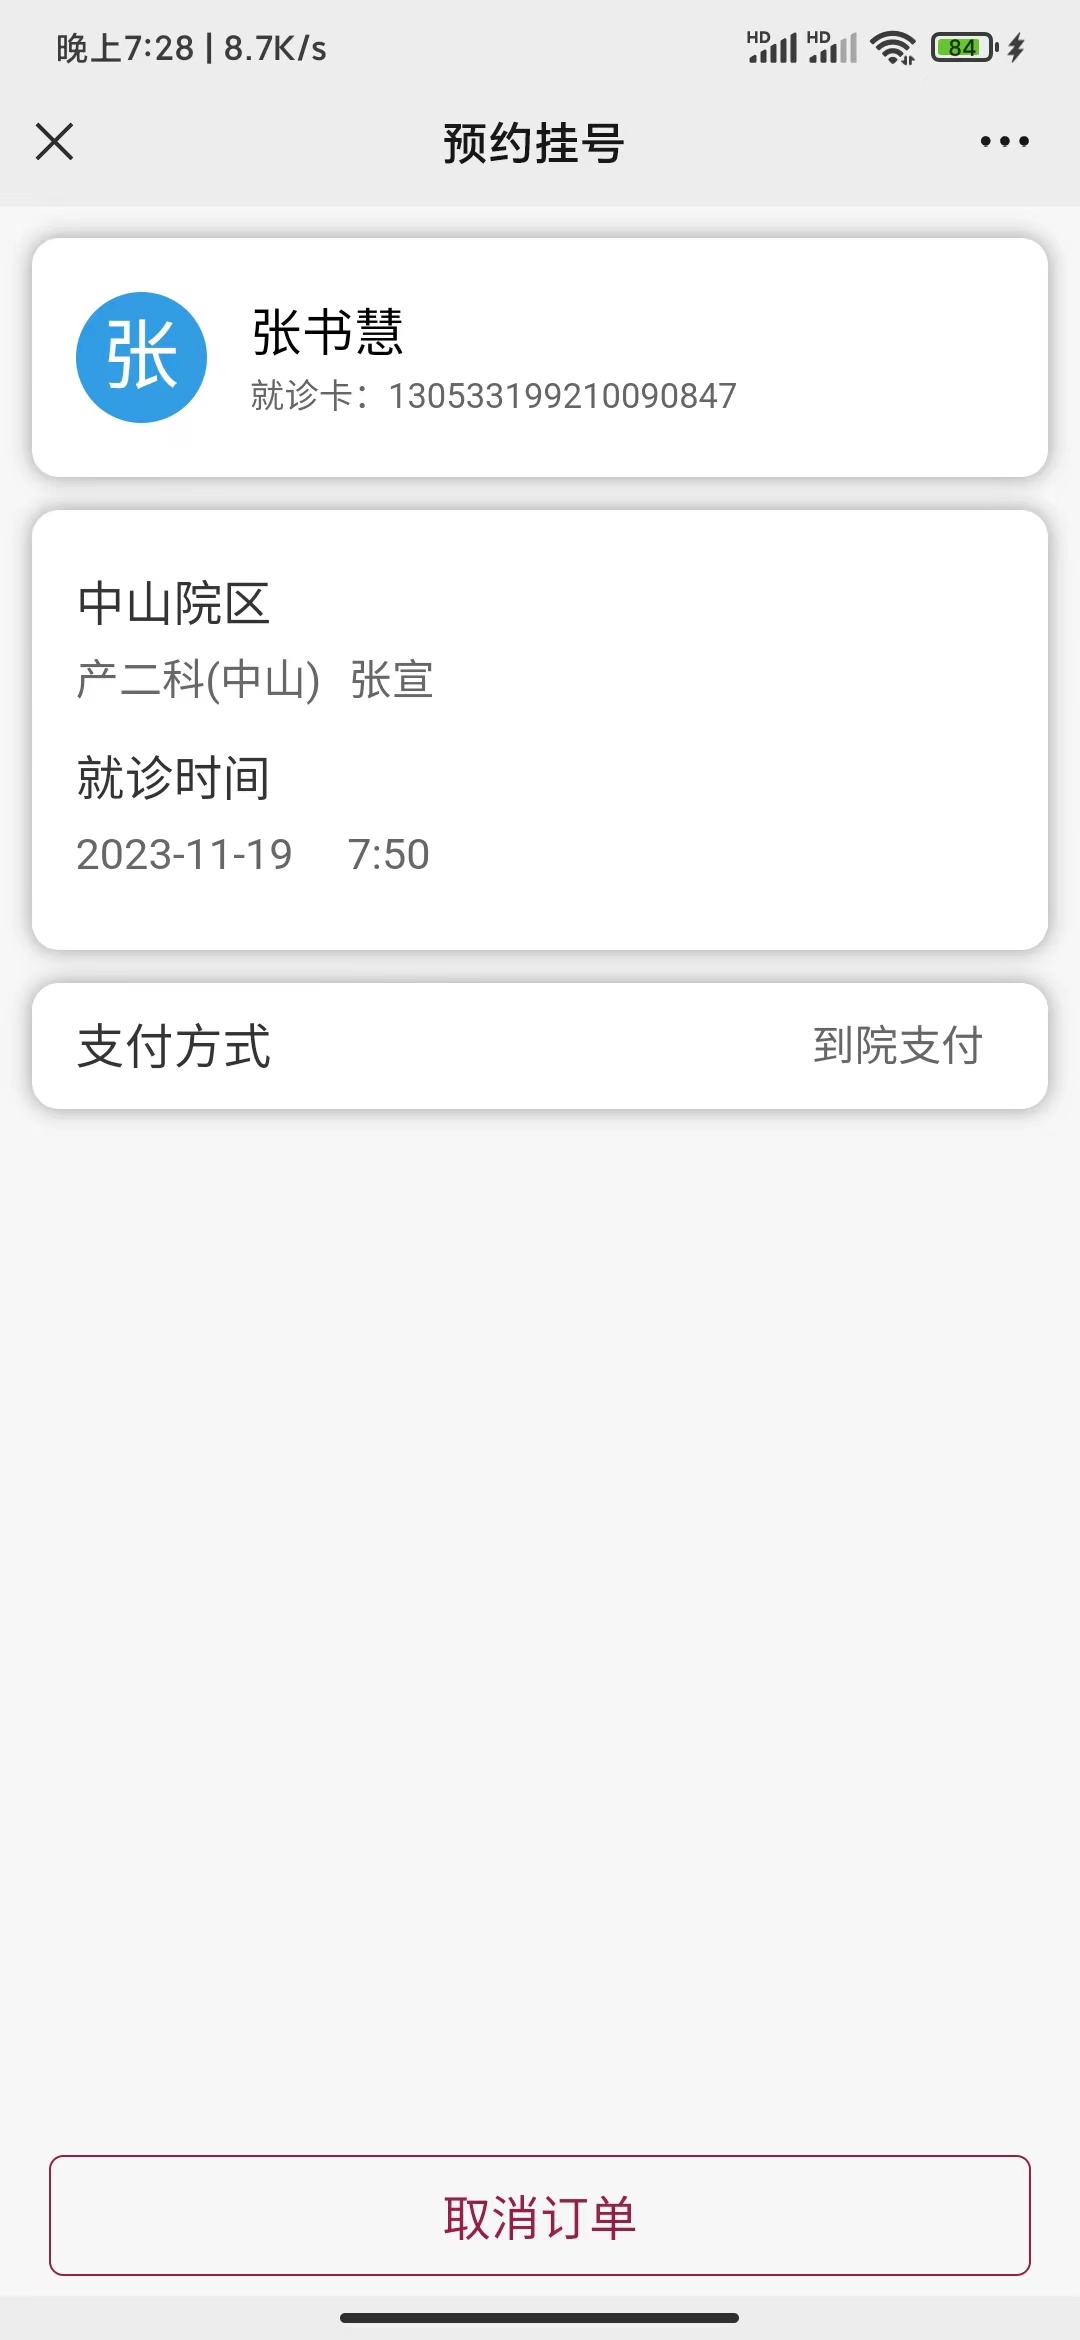 晚上7:28 | 8.7K/s
HD HD 84
预约挂号
张
张书慧
就诊卡：130533199210090847
中山院区
产二科(中山) 张宣
就诊时间
2023-11-19 7:50
支付方式 到院支付
取消订单